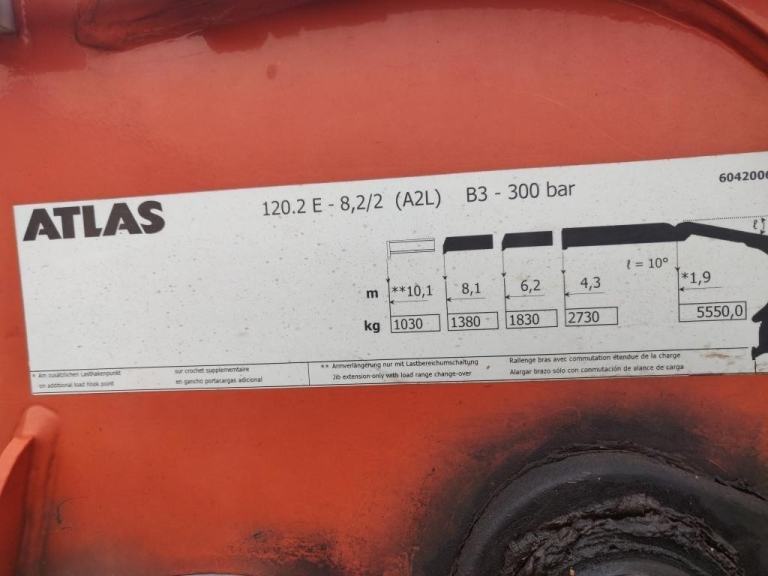 6042006
ATLAS 120.2 E - 8,2/2 (A2L) B3 - 300 bar
ℓ
ℓ = 10°
m **10,1 8,1 6,2 4,3 *1,9
kg 1030 1380 1830 2730 5550,0
* Am zusätzlichen Lasthakenpunkt sur crochet supplementaire ** Armverlängerung nur mit Lastbereichumschaltung Rallenge bras avec commutation étendue de la charge
on additional load hook point en gancho portacargas adicional Jib extension only with load range change-over Alargar brazo sólo con conmutación de alance de carga